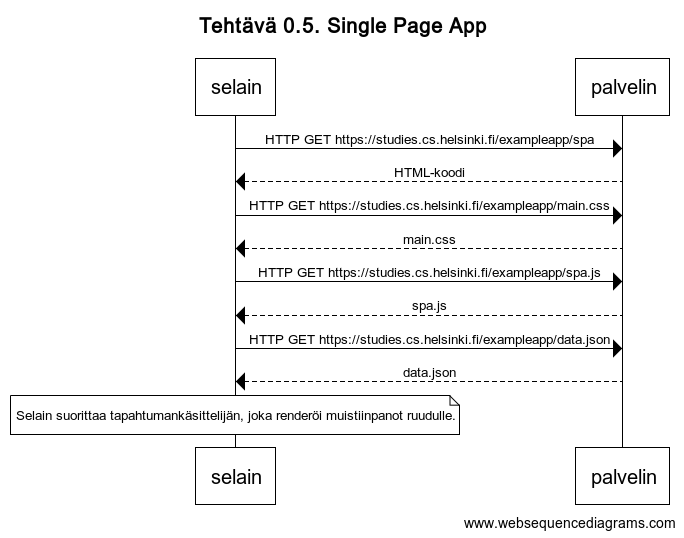 Tehtävä 0.5. Single Page App
selain palvelin
HTTP GET https://studies.cs.helsinki.fi/exampleapp/spa
HTML-koodi
HTTP GET https://studies.cs.helsinki.fi/exampleapp/main.css
main.css
HTTP GET https://studies.cs.helsinki.fi/exampleapp/spa.js
spa.js
HTTP GET https://studies.cs.helsinki.fi/exampleapp/data.json
data.json
Selain suorittaa tapahtumankäsittelijän, joka renderöi muistiinpanot ruudulle.
selain palvelin
www.websequencediagrams.com